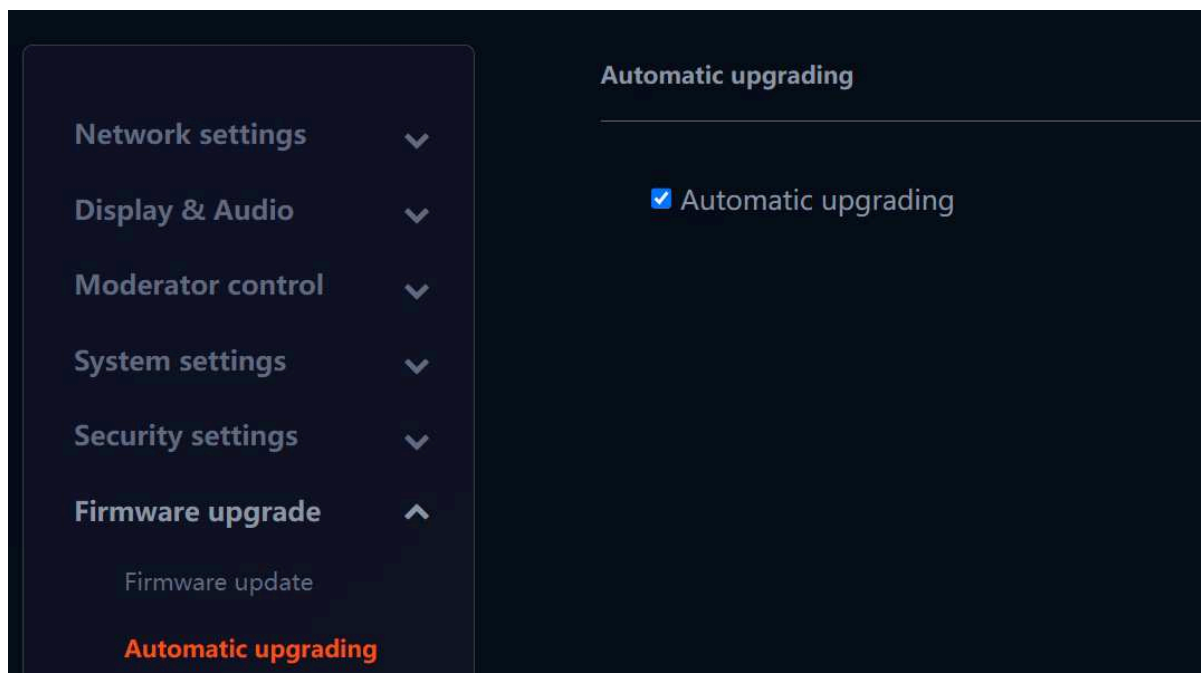 Network settings
Display & Audio
Moderator control
System settings
Security settings
Firmware upgrade
Firmware update
Automatic upgrading
Automatic upgrading
Automatic upgrading